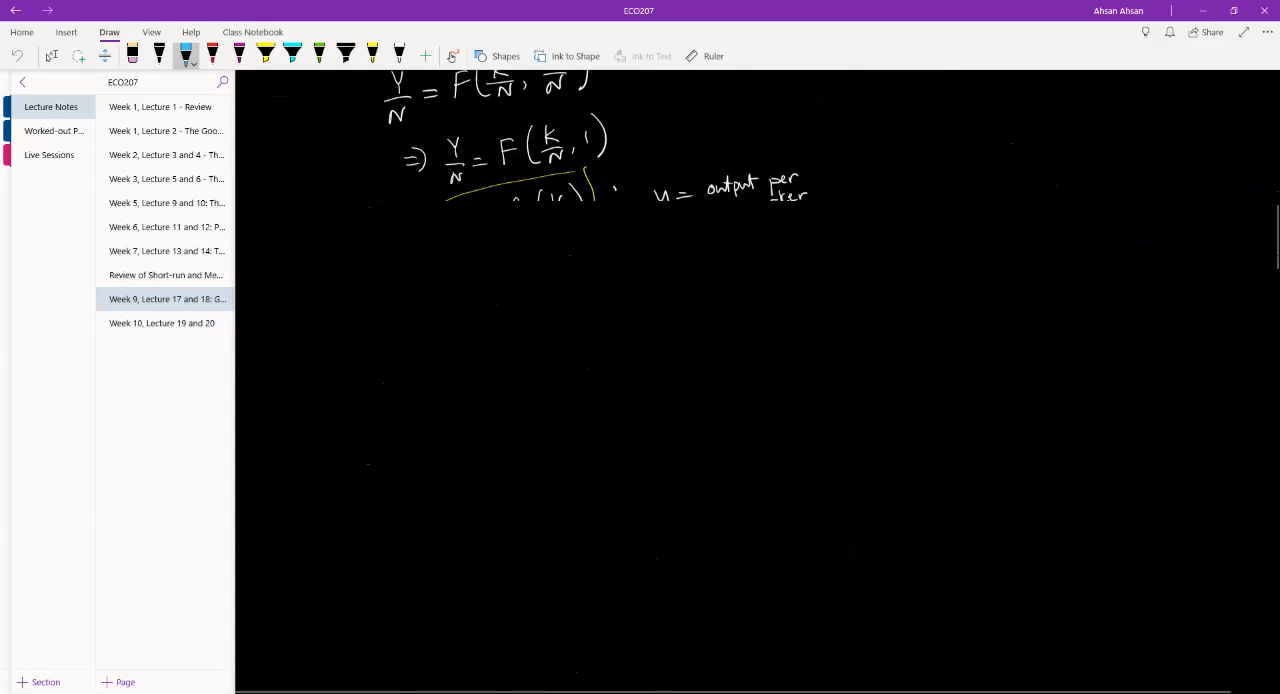 ECO207
Ahsan Ahsan
Share
Home
Insert
Draw
View
Help
Class Notebook
Shapes
Ink to Shape
Ink to Text
Ruler
ECO207
Lecture Notes
Worked-out P...
Live Sessions
Week 1, Lecture 1 - Review
Week 1, Lecture 2 - The Goo...
Week 2, Lecture 3 and 4 - Th...
Week 3, Lecture 5 and 6 - Th...
Week 5, Lecture 9 and 10: Th...
Week 6, Lecture 11 and 12: P...
Week 7, Lecture 13 and 14: T...
Review of Short-run and Me...
Week 9, Lecture 17 and 18: G...
Week 10, Lecture 19 and 20
Y/N = F(K/N, N)
⇒ Y/N = F(K/N, 1)
y = output per
Section
Page